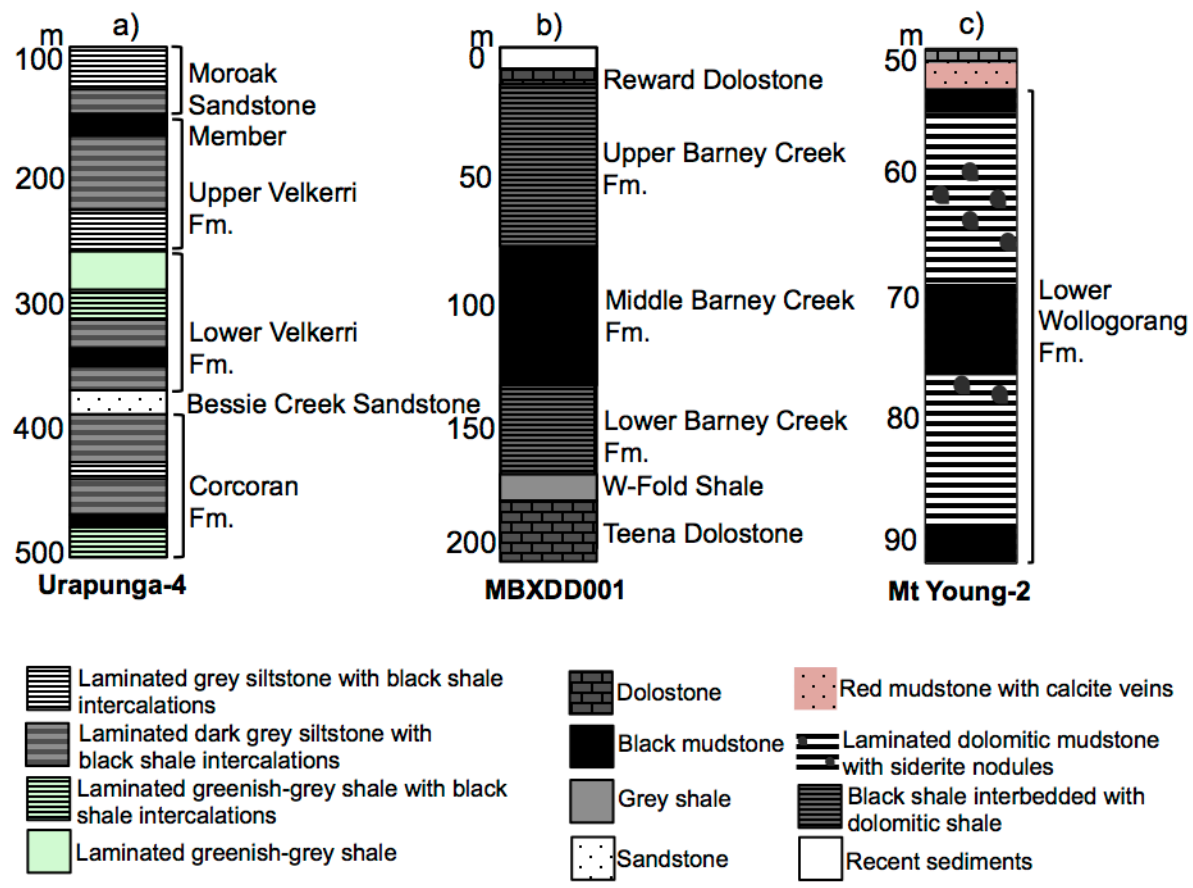 a)
m
100
200
300
400
500
Moroak
Sandstone
Member
Upper Velkerri
Fm.
Lower Velkerri
Fm.
Bessie Creek Sandstone
Corcoran
Fm.
Urapunga-4
b)
m
0
50
100
150
200
Reward Dolostone
Upper Barney Creek
Fm.
Middle Barney Creek
Fm.
Lower Barney Creek
Fm.
W-Fold Shale
Teena Dolostone
MBXDD001
c)
m
50
60
70
80
90
Lower
Wollogorang
Fm.
Mt Young-2
Laminated grey siltstone with black shale
intercalations
Laminated dark grey siltstone with
black shale intercalations
Laminated greenish-grey shale with black
shale intercalations
Laminated greenish-grey shale
Dolostone
Black mudstone
Grey shale
Sandstone
Red mudstone with calcite veins
Laminated dolomitic mudstone
with siderite nodules
Black shale interbedded with
dolomitic shale
Recent sediments